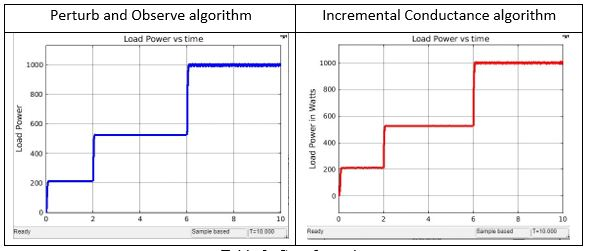 Perturb and Observe algorithm
Incremental Conductance algorithm
Load Power vs time
Load Power
1000
800
600
400
200
0
0 2 4 6 8 10
Ready Sample based T=10.000
Load Power vs time
Load Power in Watts
1000
800
600
400
200
0
0 2 4 6 8 10
Ready Sample based T=10.000